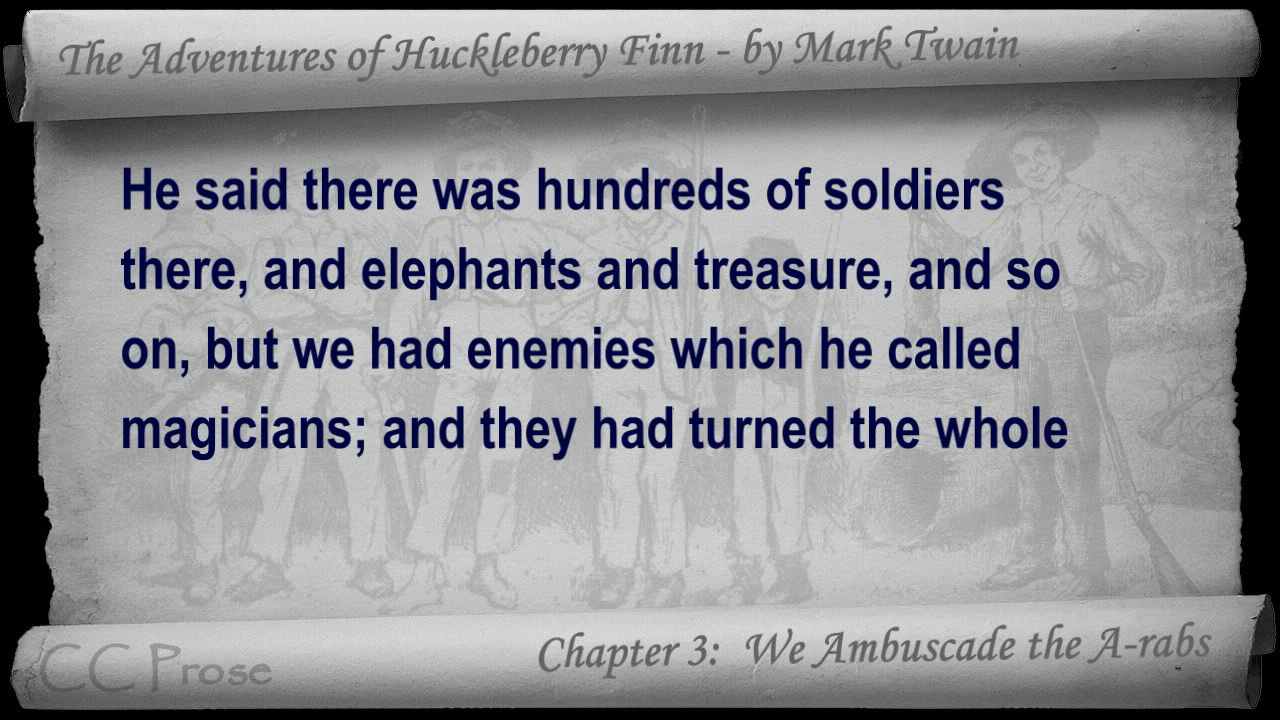 The Adventures of Huckleberry Finn - by Mark Twain
He said there was hundreds of soldiers
there, and elephants and treasure, and so
on, but we had enemies which he called
magicians; and they had turned the whole
CC Prose
Chapter 3: We Ambuscade the A-rabs